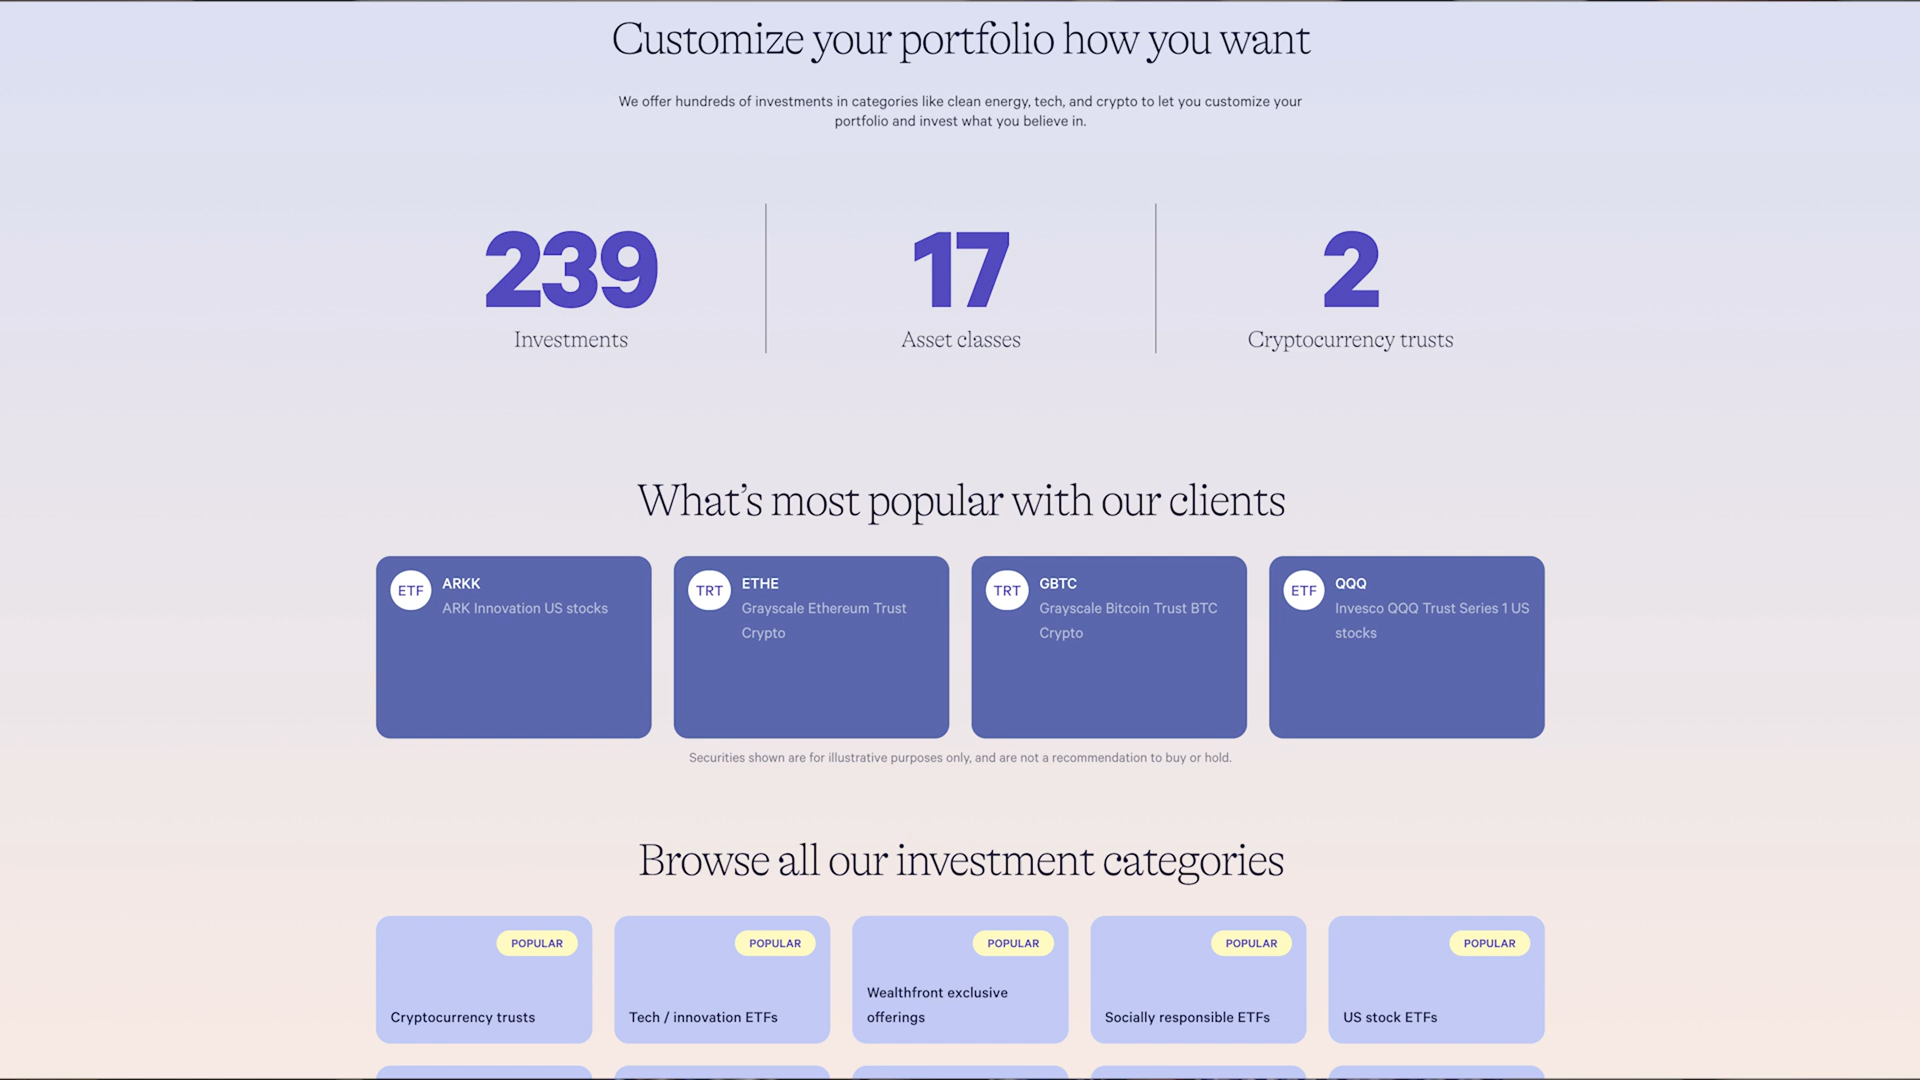 Customize your portfolio how you want
We offer hundreds of investments in categories like clean energy, tech, and crypto to let you customize your
portfolio and invest what you believe in.
239
Investments
17
Asset classes
2
Cryptocurrency trusts
What's most popular with our clients
ETF
ARKK
ARK Innovation US stocks
TRT
ETHE
Grayscale Ethereum Trust
Crypto
TRT
GBTC
Grayscale Bitcoin Trust BTC
Crypto
ETF
QQQ
Invesco QQQ Trust Series 1 US
stocks
Securities shown are for illustrative purposes only, and are not a recommendation to buy or hold.
Browse all our investment categories
POPULAR
Cryptocurrency trusts
POPULAR
Tech / innovation ETFs
POPULAR
Wealthfront exclusive
offerings
POPULAR
Socially responsible ETFs
POPULAR
US stock ETFs